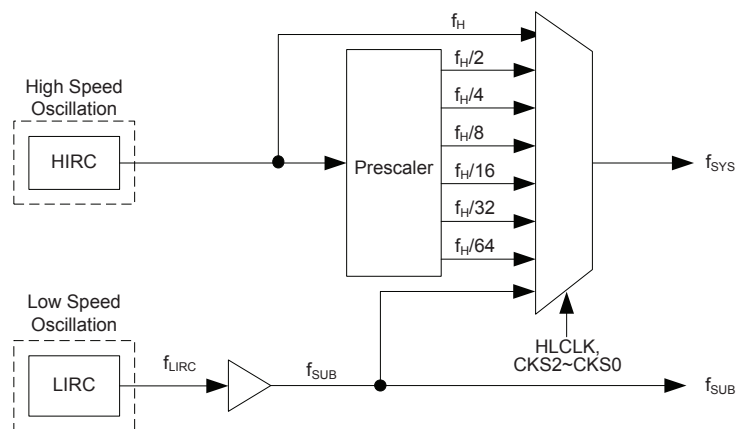 fH
High Speed
Oscillation
HIRC
Prescaler
fH/2
fH/4
fH/8
fH/16
fH/32
fH/64
fSYS
Low Speed
Oscillation
LIRC
fLIRC
fSUB
HLCLK,
CKS2~CKS0
fSUB